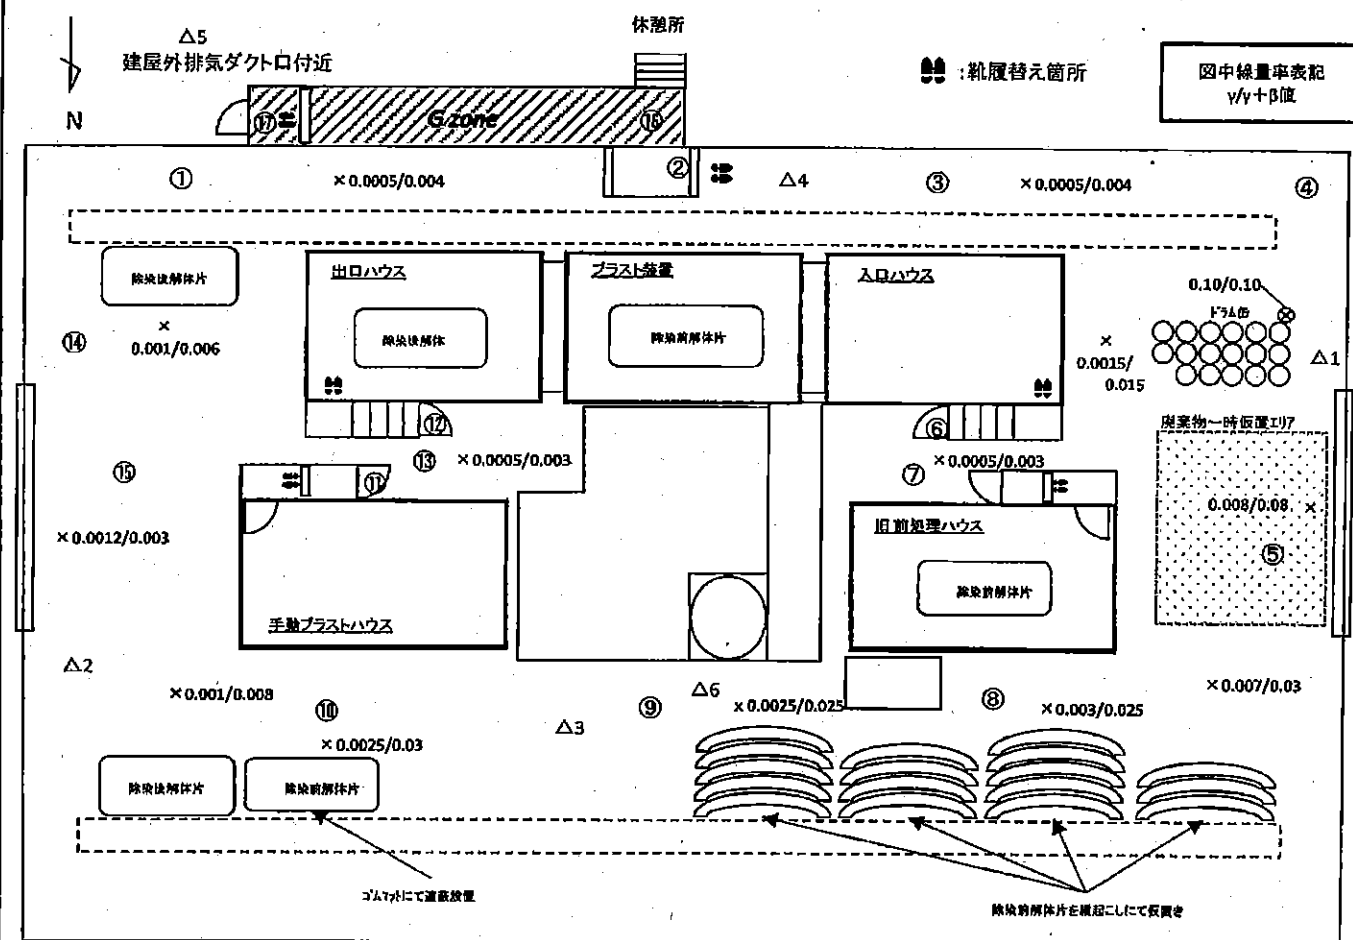 休憩所
△5
建屋外排気ダクト口付近
:靴履替え箇所
図中線量率表記
γ/γ+β値
N
⑰
G zone
⑯
①
×0.0005/0.004
②
△4
③
×0.0005/0.004
④
除染後解体片
出口ハウス
除染後解体
ブラスト装置
除染前解体片
入口ハウス
0.10/0.10
ドラム缶
⑭
×
0.001/0.006
×
0.0015/
0.015
△1
⑫
⑥
廃棄物一時仮置エリア
⑬
×0.0005/0.003
×0.0005/0.003
⑮
⑪
⑦
×0.0012/0.003
旧前処理ハウス
0.008/0.08 ×
⑤
除染前解体片
手動ブラストハウス
△2
×0.001/0.008
⑩
△6
⑨
×0.0025/0.025
⑧
×0.003/0.025
×0.007/0.03
△3
×0.0025/0.03
除染後解体片
除染前解体片
ゴムマットにて遮蔽放置
除染前解体片を縦起こしにて仮置き